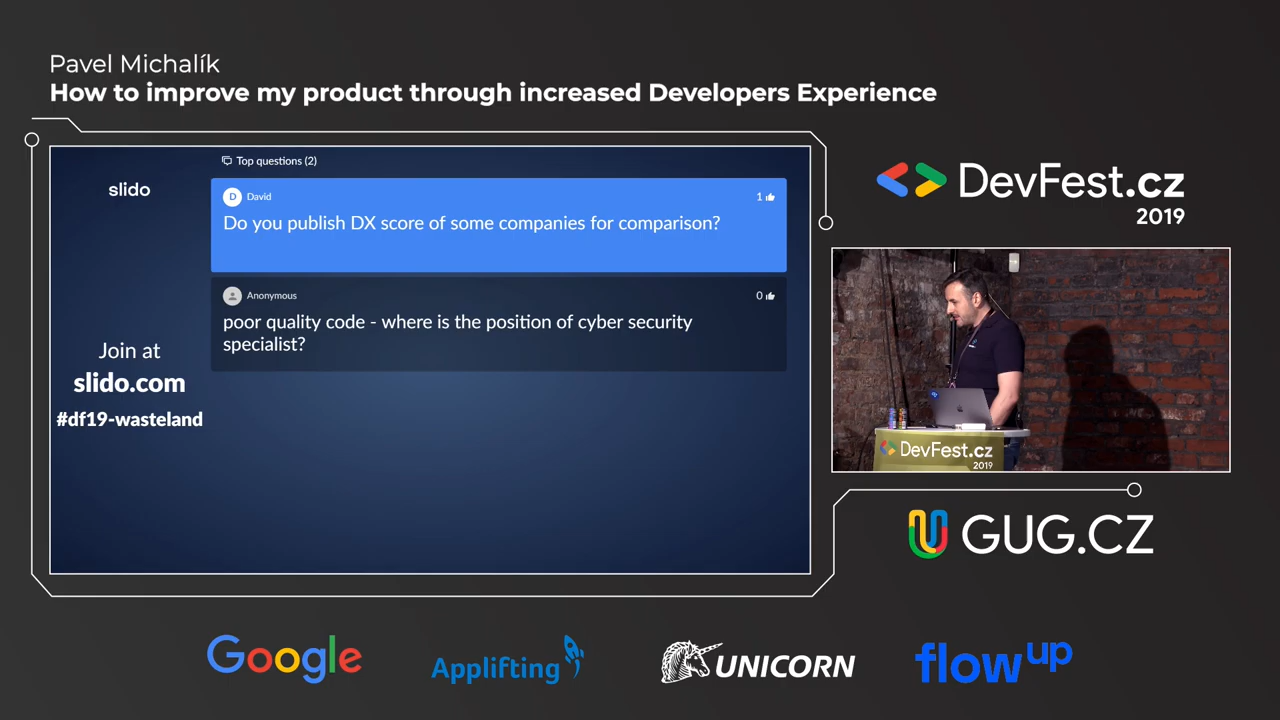 Pavel Michalík
How to improve my product through increased Developers Experience
slido
Join at
slido.com
#df19-wasteland
Top questions (2)
D
David
1
Do you publish DX score of some companies for comparison?
Anonymous
0
poor quality code - where is the position of cyber security
specialist?
DevFest.cz
2019
DevFest.cz
2019
GUG.CZ
Google
Applifting
UNICORN
flowup